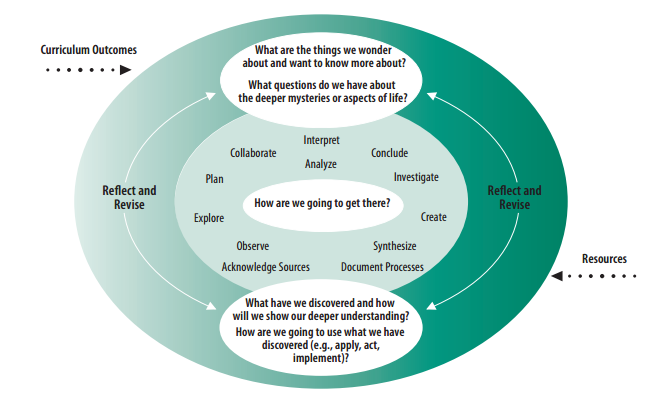 Curriculum Outcomes
What are the things we wonder
about and want to know more about?
What questions do we have about
the deeper mysteries or aspects of life?
Interpret
Collaborate
Conclude
Analyze
Plan
Investigate
Reflect and
Revise
How are we going to get there?
Reflect and
Revise
Explore
Create
Observe
Synthesize
Acknowledge Sources
Document Processes
Resources
What have we discovered and how
will we show our deeper understanding?
How are we going to use what we have
discovered (e.g., apply, act,
implement)?